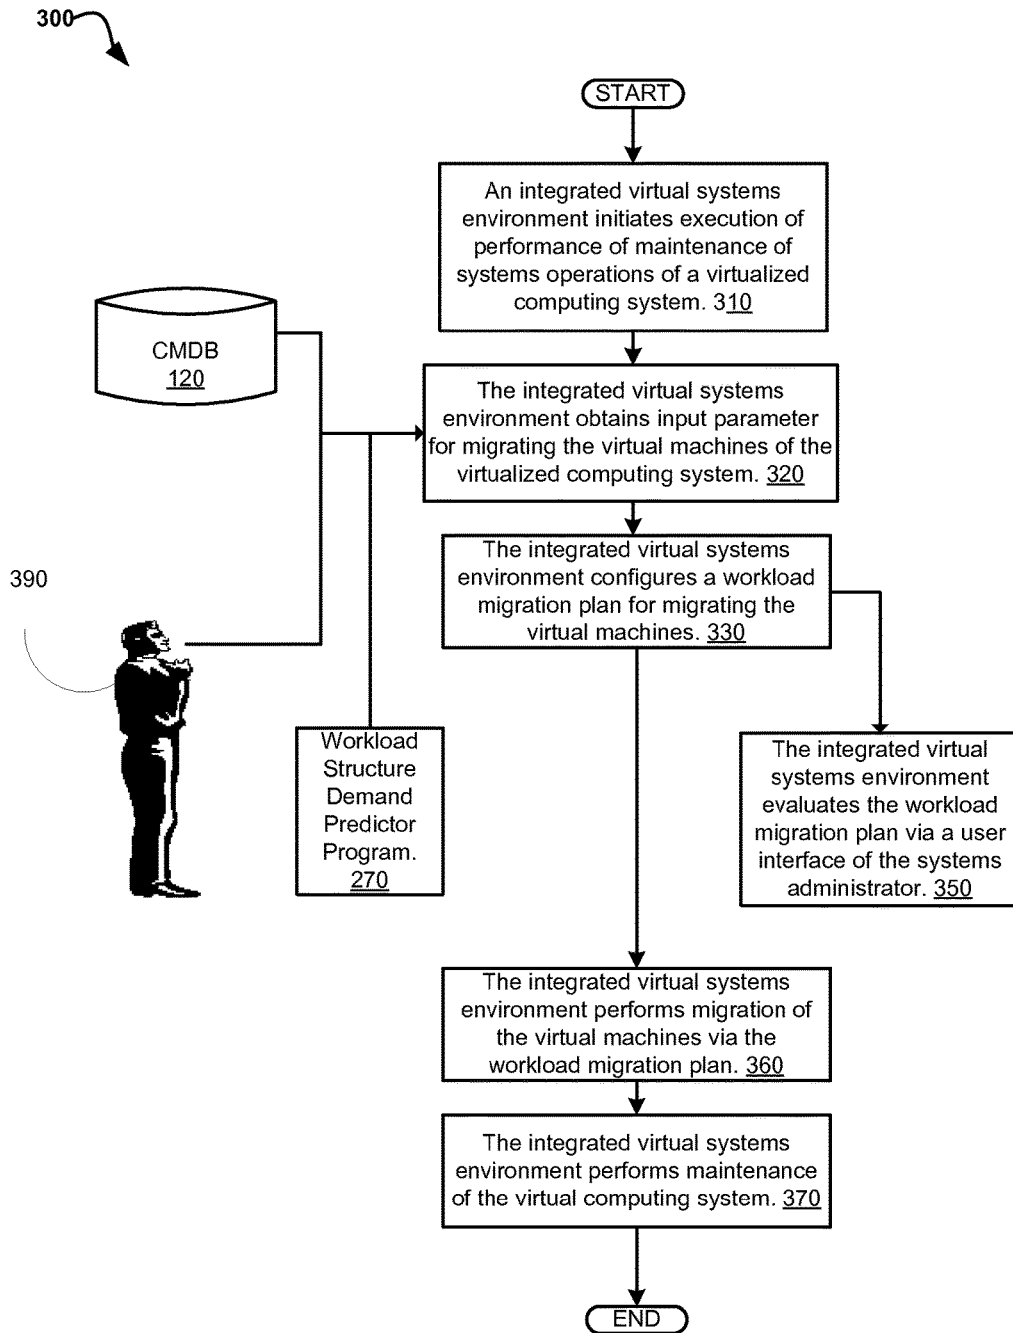 300
START
An integrated virtual systems
environment initiates execution of
performance of maintenance of
systems operations of a virtualized
computing system. 310
CMDB
120
The integrated virtual systems
environment obtains input parameter
for migrating the virtual machines of the
virtualized computing system. 320
The integrated virtual systems
environment configures a workload
migration plan for migrating the
virtual machines. 330
390
Workload
Structure
Demand
Predictor
Program.
270
The integrated virtual
systems environment
evaluates the workload
migration plan via a user
interface of the systems
administrator. 350
The integrated virtual systems
environment performs migration of
the virtual machines via the
workload migration plan. 360
The integrated virtual systems
environment performs maintenance
of the virtual computing system. 370
END